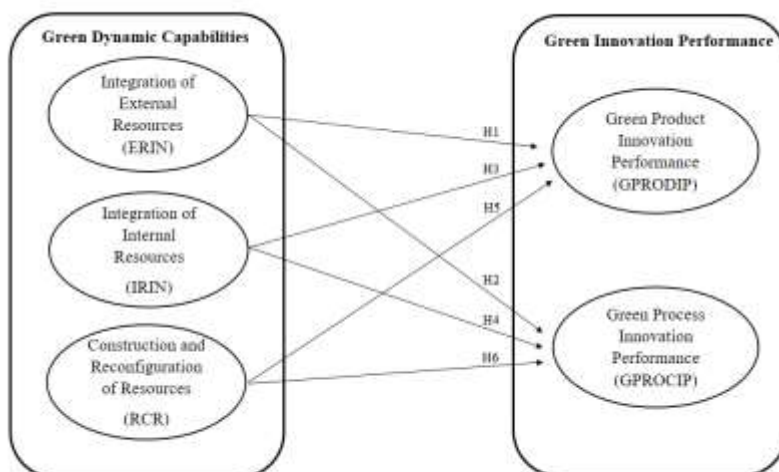 Green Dynamic Capabilities
Integration of
External
Resources
(ERIN)
Integration of
Internal
Resources
(IRIN)
Construction and
Reconfiguration
of Resources
(RCR)
H1
H3
H5
H2
H4
H6
Green Innovation Performance
Green Product
Innovation
Performance
(GPRODIP)
Green Process
Innovation
Performance
(GPROCIP)